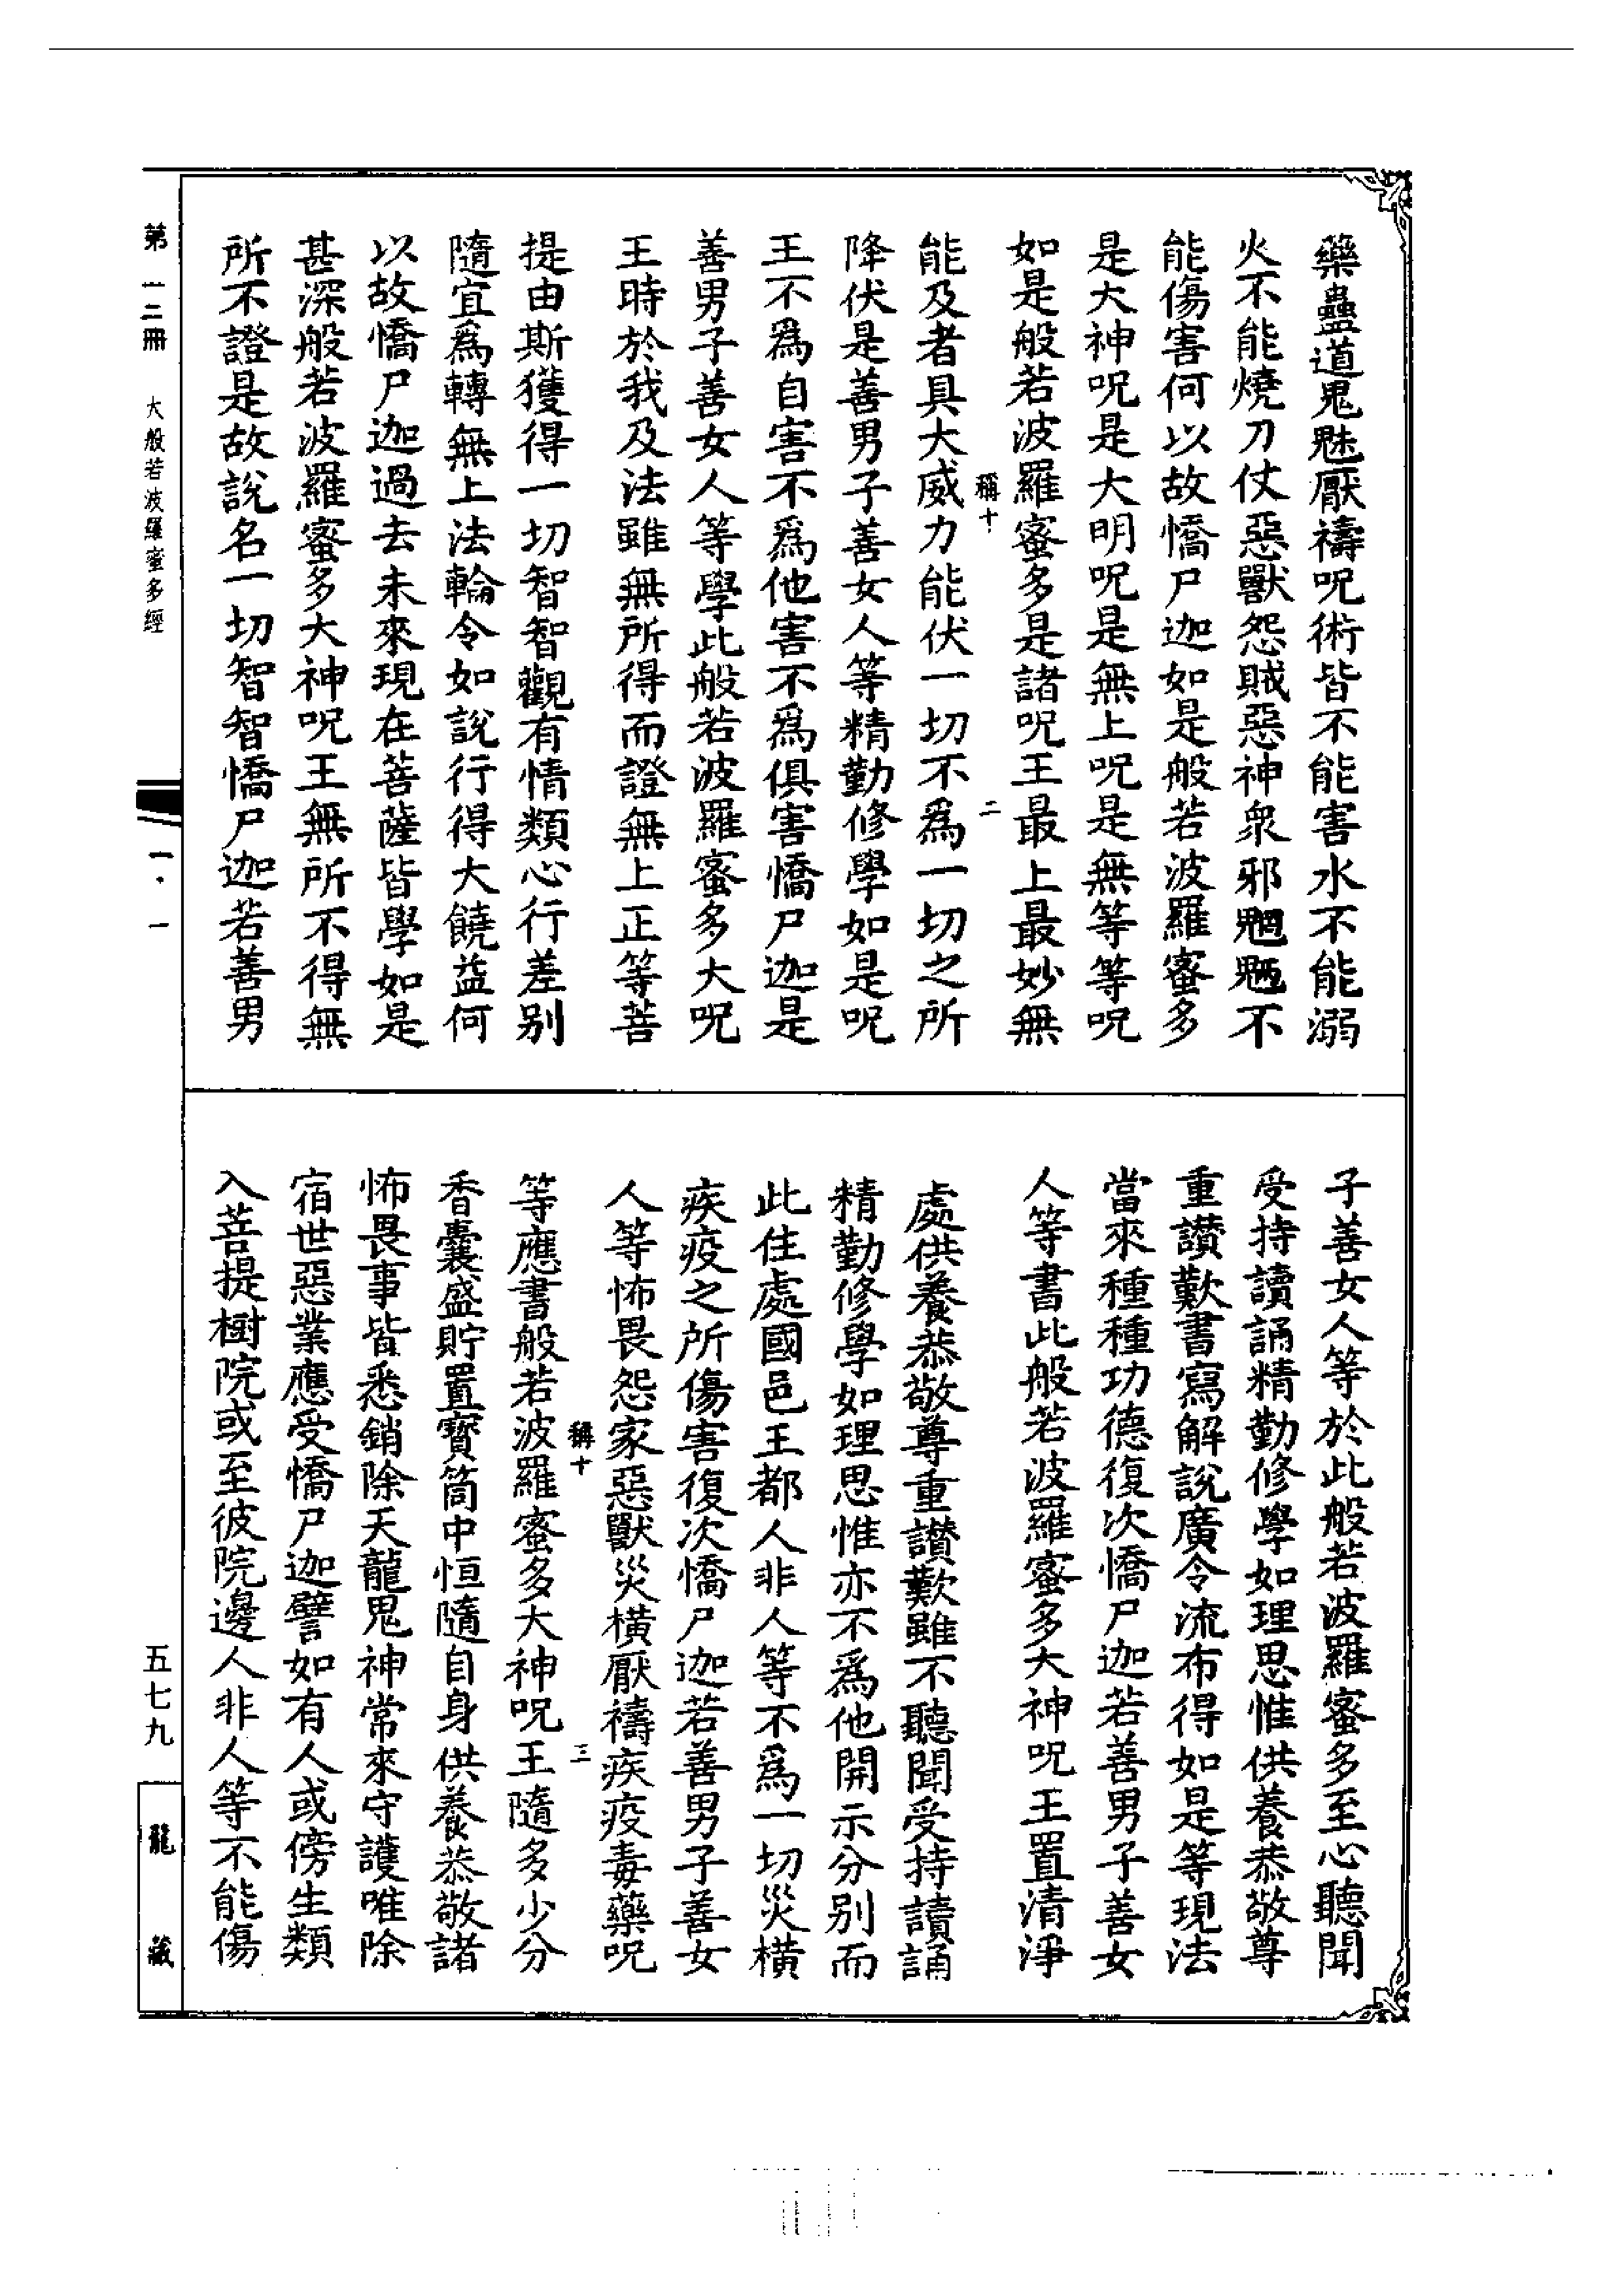 藥蠱道鬼魅厭禱呪術皆不能害水不能溺
火不能燒刀仗惡獸怨賊惡神衆邪魍魎不
能傷害何以故憍尸迦如是般若波羅蜜多
是大神呪是大明呪是無上呪是無等等呪
如是般若波羅蜜多是諸呪王最上最妙無
稱十 二
能及者具大威力能伏一切不爲一切之所
降伏是善男子善女人等精勤修學如是呪
王不爲自害不爲他害不爲俱害憍尸迦是
善男子善女人等學此般若波羅蜜多大呪
王時於我及法雖無所得而證無上正等菩
提由斯獲得一切智智觀有情類心行差别
隨宜爲轉無上法輪令如説行得大饒益何
以故憍尸迦過去未來現在菩薩皆學如是
甚深般若波羅蜜多大神呪王無所不得無
所不證是故説名一切智智憍尸迦若善男
子善女人等於此般若波羅蜜多至心聽聞
受持讀誦精勤修學如理思惟供養恭敬尊
重讃歎書寫解説廣令流布得如是等現法
當來種種功德復次憍尸迦若善男子善女
人等書此般若波羅蜜多大神呪王置清淨
處供養恭敬尊重讃歎雖不聽聞受持讀誦
精勤修學如理思惟亦不爲他開示分别而
此住處國邑王都人非人等不爲一切災横
疾疫之所傷害復次憍尸迦若善男子善女
人等怖畏怨家惡獸災横厭禱疾疫毒藥呪
稱十 三
等應書般若波羅蜜多大神呪王隨多少分
香囊盛貯置寶筒中恒隨自身供養恭敬諸
怖畏事皆悉銷除天龍鬼神常來守護唯除
宿世惡業應受憍尸迦譬如有人或傍生類
入菩提樹院或至彼院邊人非人等不能傷
第一二冊 大般若波羅蜜多經
一·一
五七九
龍藏